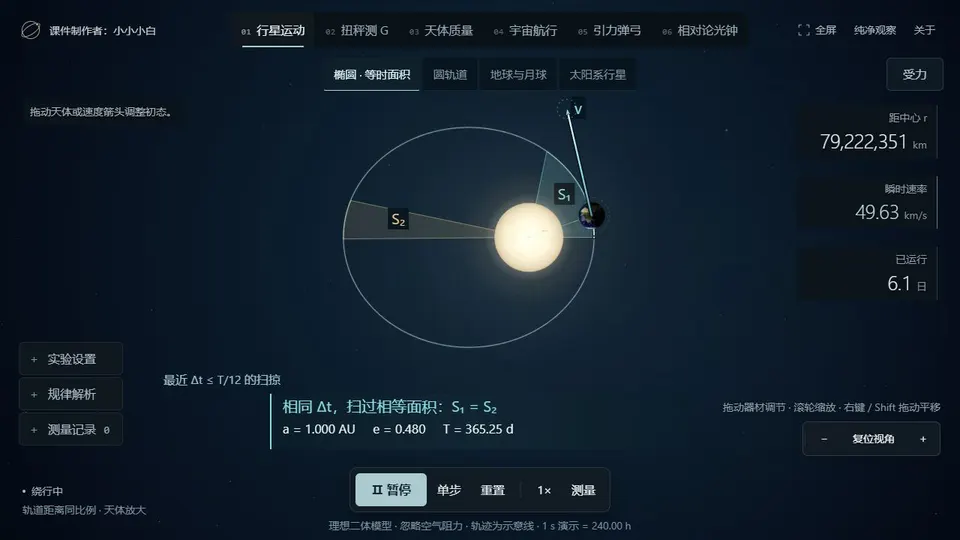 课件制作者：小小小白
01 行星运动
02 扭秤测 G
03 天体质量
04 宇宙航行
05 引力弹弓
06 相对论光钟
全屏
纯净观察
关于
椭圆 · 等时面积
圆轨道
地球与月球
太阳系行星
受力
拖动天体或速度箭头调整初态。
v
S₁
S₂
距中心 r
79,222,351 km
瞬时速率
49.63 km/s
已运行
6.1 日
+ 实验设置
+ 规律解析
+ 测量记录 0
最近 Δt ≤ T/12 的扫掠
相同 Δt，扫过相等面积：S₁ = S₂
a = 1.000 AU e = 0.480 T = 365.25 d
拖动器材调节 · 滚轮缩放 · 右键 / Shift 拖动平移
− 复位视角 +
• 绕行中
轨道距离同比例 · 天体放大
暂停
单步
重置
1×
测量
理想二体模型 · 忽略空气阻力 · 轨迹为示意线 · 1 s 演示 = 240.00 h